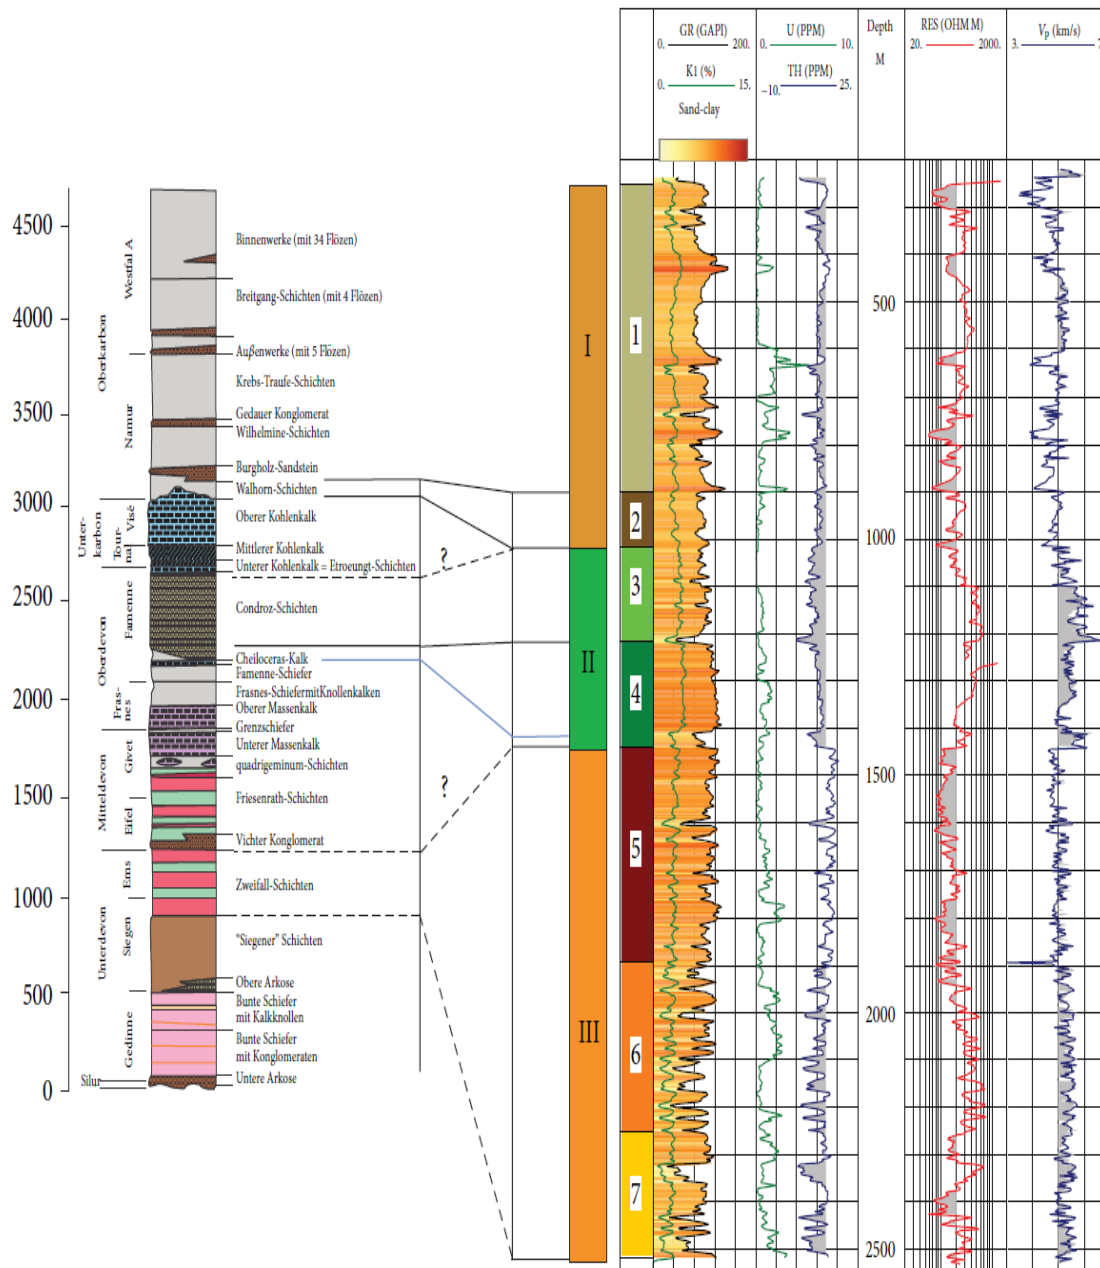 GR (GAPI)
0. 200.
K1 (%)
0. 15.
Sand-clay
U (PPM)
0. 10.
TH (PPM)
−10. 25.
Depth
M
RES (OHM M)
20. 2000.
Vp (km/s)
3. 7
4500
4000
3500
3000
2500
2000
1500
1000
500
0
Oberkarbon
Westfal A
Namur
Unter-
karbon
Visé
Tour-
nai
Oberdevon
Famenne
Fras-
nes
Mitteldevon
Givet
Eifel
Unterdevon
Ems
Siegen
Gedinne
Silur
Binnenwerke (mit 34 Flözen)
Breitgang-Schichten (mit 4 Flözen)
Außenwerke (mit 5 Flözen)
Krebs-Traufe-Schichten
Gedauer Konglomerat
Wilhelmine-Schichten
Burgholz-Sandstein
Walhorn-Schichten
Oberer Kohlenkalk
Mittlerer Kohlenkalk
Unterer Kohlenkalk = Etroeungt-Schichten
Condroz-Schichten
Cheiloceras-Kalk
Famenne-Schiefer
Frasnes-SchiefermitKnollenkalken
Oberer Massenkalk
Grenzschiefer
Unterer Massenkalk
quadrigeminum-Schichten
Friesenrath-Schichten
Vichter Konglomerat
Zweifall-Schichten
"Siegener" Schichten
Obere Arkose
Bunte Schiefer
mit Kalkknollen
Bunte Schiefer
mit Konglomeraten
Untere Arkose
?
?
I
II
III
1
2
3
4
5
6
7
500
1000
1500
2000
2500